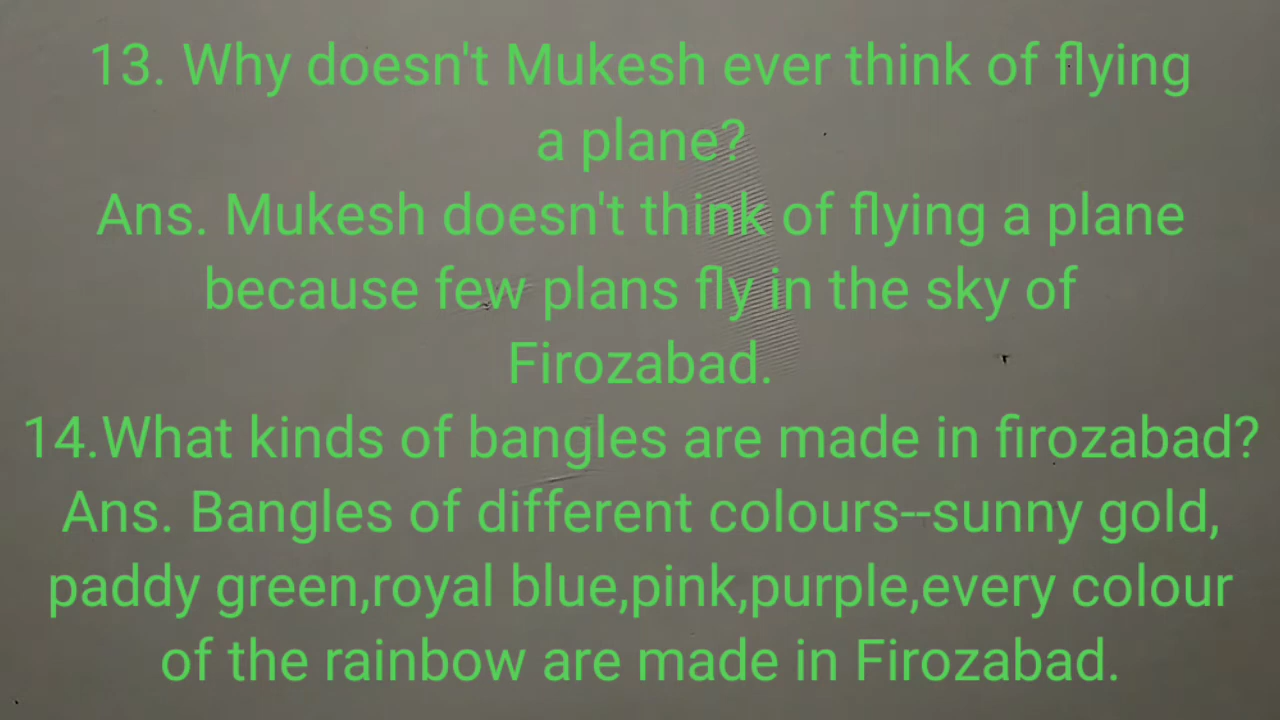 13. Why doesn't Mukesh ever think of flying
a plane?
Ans. Mukesh doesn't think of flying a plane
because few plans fly in the sky of
Firozabad.
14.What kinds of bangles are made in firozabad?
Ans. Bangles of different colours--sunny gold,
paddy green,royal blue,pink,purple,every colour
of the rainbow are made in Firozabad.